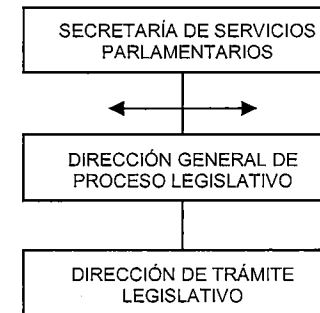 SECRETARÍA DE SERVICIOS
PARLAMENTARIOS
DIRECCIÓN GENERAL DE
PROCESO LEGISLATIVO
DIRECCIÓN DE TRÁMITE
LEGISLATIVO